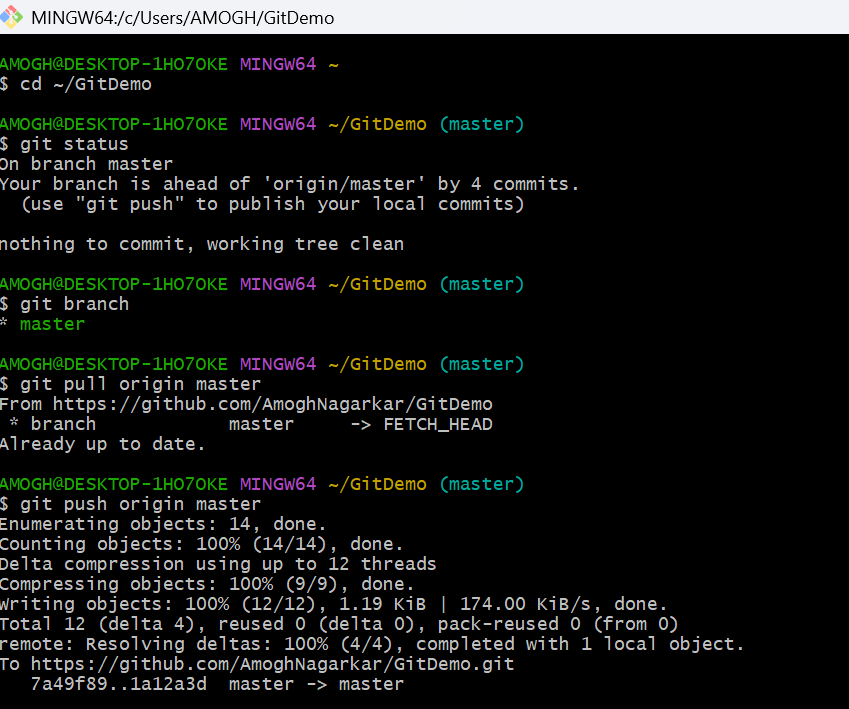 MINGW64:/c/Users/AMOGH/GitDemo
AMOGH@DESKTOP-1HO7OKE MINGW64 ~
$ cd ~/GitDemo
AMOGH@DESKTOP-1HO7OKE MINGW64 ~/GitDemo (master)
$ git status
On branch master
Your branch is ahead of 'origin/master' by 4 commits.
  (use "git push" to publish your local commits)
nothing to commit, working tree clean
AMOGH@DESKTOP-1HO7OKE MINGW64 ~/GitDemo (master)
$ git branch
* master
AMOGH@DESKTOP-1HO7OKE MINGW64 ~/GitDemo (master)
$ git pull origin master
From https://github.com/AmoghNagarkar/GitDemo
 * branch            master     -> FETCH_HEAD
Already up to date.
AMOGH@DESKTOP-1HO7OKE MINGW64 ~/GitDemo (master)
$ git push origin master
Enumerating objects: 14, done.
Counting objects: 100% (14/14), done.
Delta compression using up to 12 threads
Compressing objects: 100% (9/9), done.
Writing objects: 100% (12/12), 1.19 KiB | 174.00 KiB/s, done.
Total 12 (delta 4), reused 0 (delta 0), pack-reused 0 (from 0)
remote: Resolving deltas: 100% (4/4), completed with 1 local object.
To https://github.com/AmoghNagarkar/GitDemo.git
   7a49f89..1a12a3d  master -> master